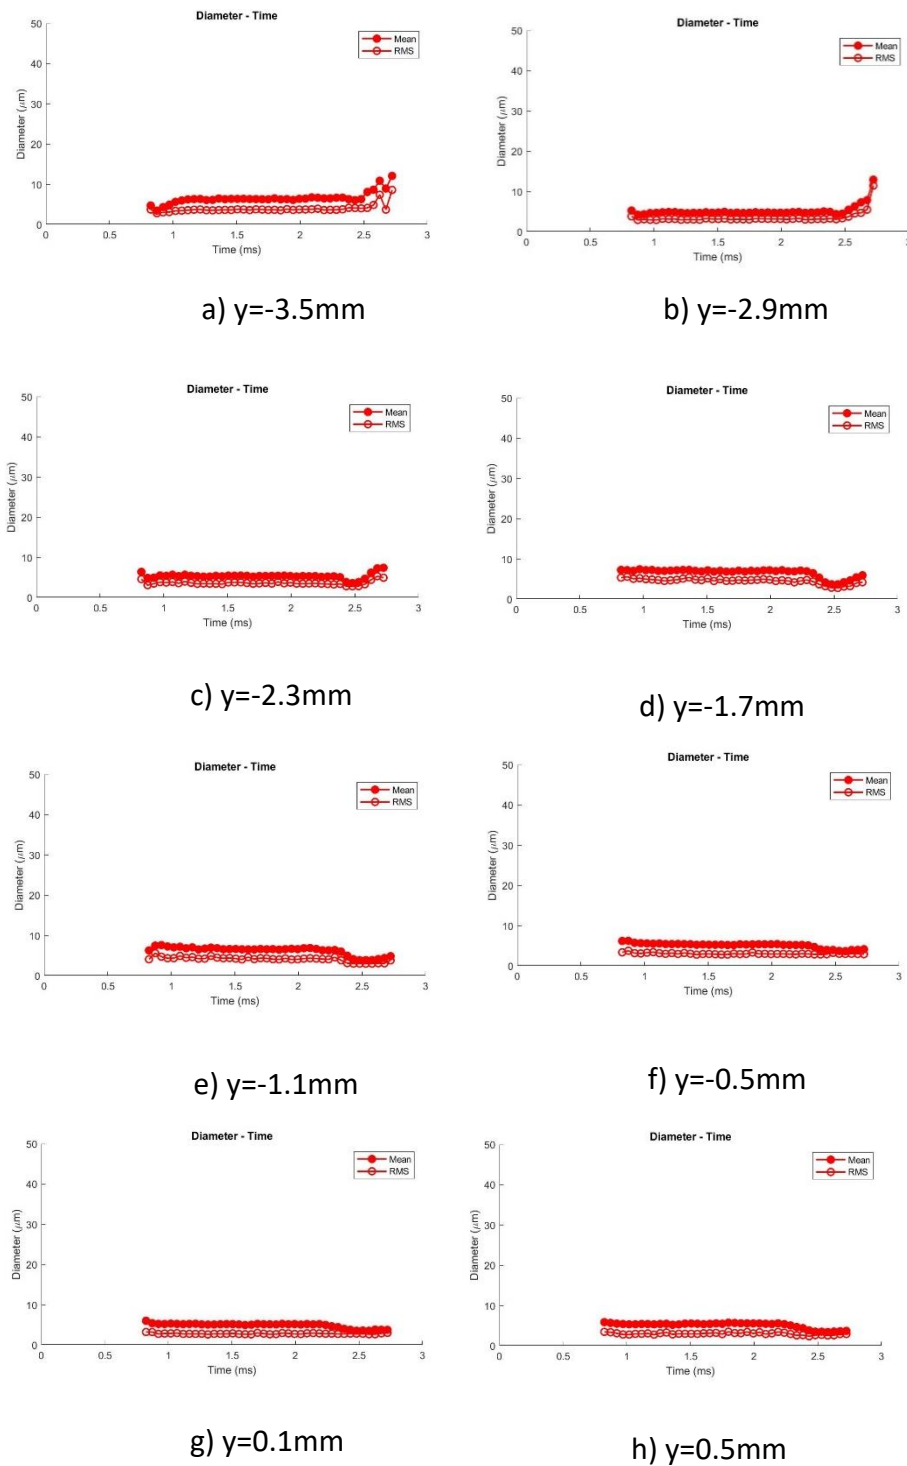 Diameter - Time
50
40
30
20
10
0
Diameter (μm)
Mean
RMS
0 0.5 1 1.5 2 2.5 3
Time (ms)
a) y=-3.5mm
Diameter - Time
50
40
30
20
10
0
Diameter (μm)
Mean
RMS
0 0.5 1 1.5 2 2.5 3
Time (ms)
b) y=-2.9mm
Diameter - Time
50
40
30
20
10
0
Diameter (μm)
Mean
RMS
0 0.5 1 1.5 2 2.5 3
Time (ms)
c) y=-2.3mm
Diameter - Time
50
40
30
20
10
0
Diameter (μm)
Mean
RMS
0 0.5 1 1.5 2 2.5 3
Time (ms)
d) y=-1.7mm
Diameter - Time
50
40
30
20
10
0
Diameter (μm)
Mean
RMS
0 0.5 1 1.5 2 2.5 3
Time (ms)
e) y=-1.1mm
Diameter - Time
50
40
30
20
10
0
Diameter (μm)
Mean
RMS
0 0.5 1 1.5 2 2.5 3
Time (ms)
f) y=-0.5mm
Diameter - Time
50
40
30
20
10
0
Diameter (μm)
Mean
RMS
0 0.5 1 1.5 2 2.5 3
Time (ms)
g) y=0.1mm
Diameter - Time
50
40
30
20
10
0
Diameter (μm)
Mean
RMS
0 0.5 1 1.5 2 2.5 3
Time (ms)
h) y=0.5mm